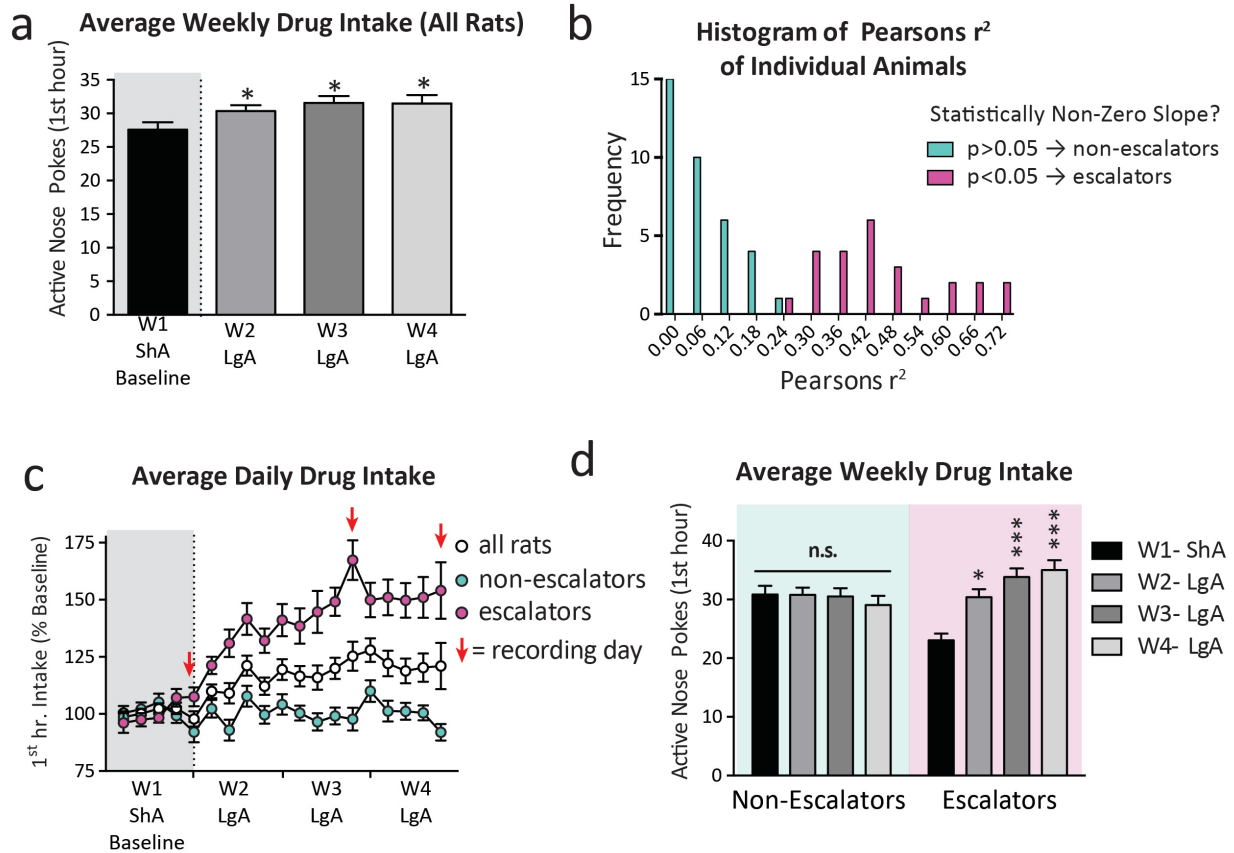 a
Average Weekly Drug Intake (All Rats)
Active Nose Pokes (1st hour)
35
30
25
20
15
10
5
0
*
*
*
W1
ShA
Baseline
W2
LgA
W3
LgA
W4
LgA
b
Histogram of Pearsons r²
of Individual Animals
Frequency
15
10
5
0
Statistically Non-Zero Slope?
p>0.05 → non-escalators
p<0.05 → escalators
0.00
0.06
0.12
0.18
0.24
0.30
0.36
0.42
0.48
0.54
0.60
0.66
0.72
Pearsons r²
c
Average Daily Drug Intake
1st hr. Intake (% Baseline)
175
150
125
100
75
all rats
non-escalators
escalators
= recording day
W1
ShA
Baseline
W2
LgA
W3
LgA
W4
LgA
d
Average Weekly Drug Intake
Active Nose Pokes (1st hour)
40
30
20
10
0
n.s.
*
***
***
Non-Escalators
Escalators
W1- ShA
W2- LgA
W3- LgA
W4- LgA